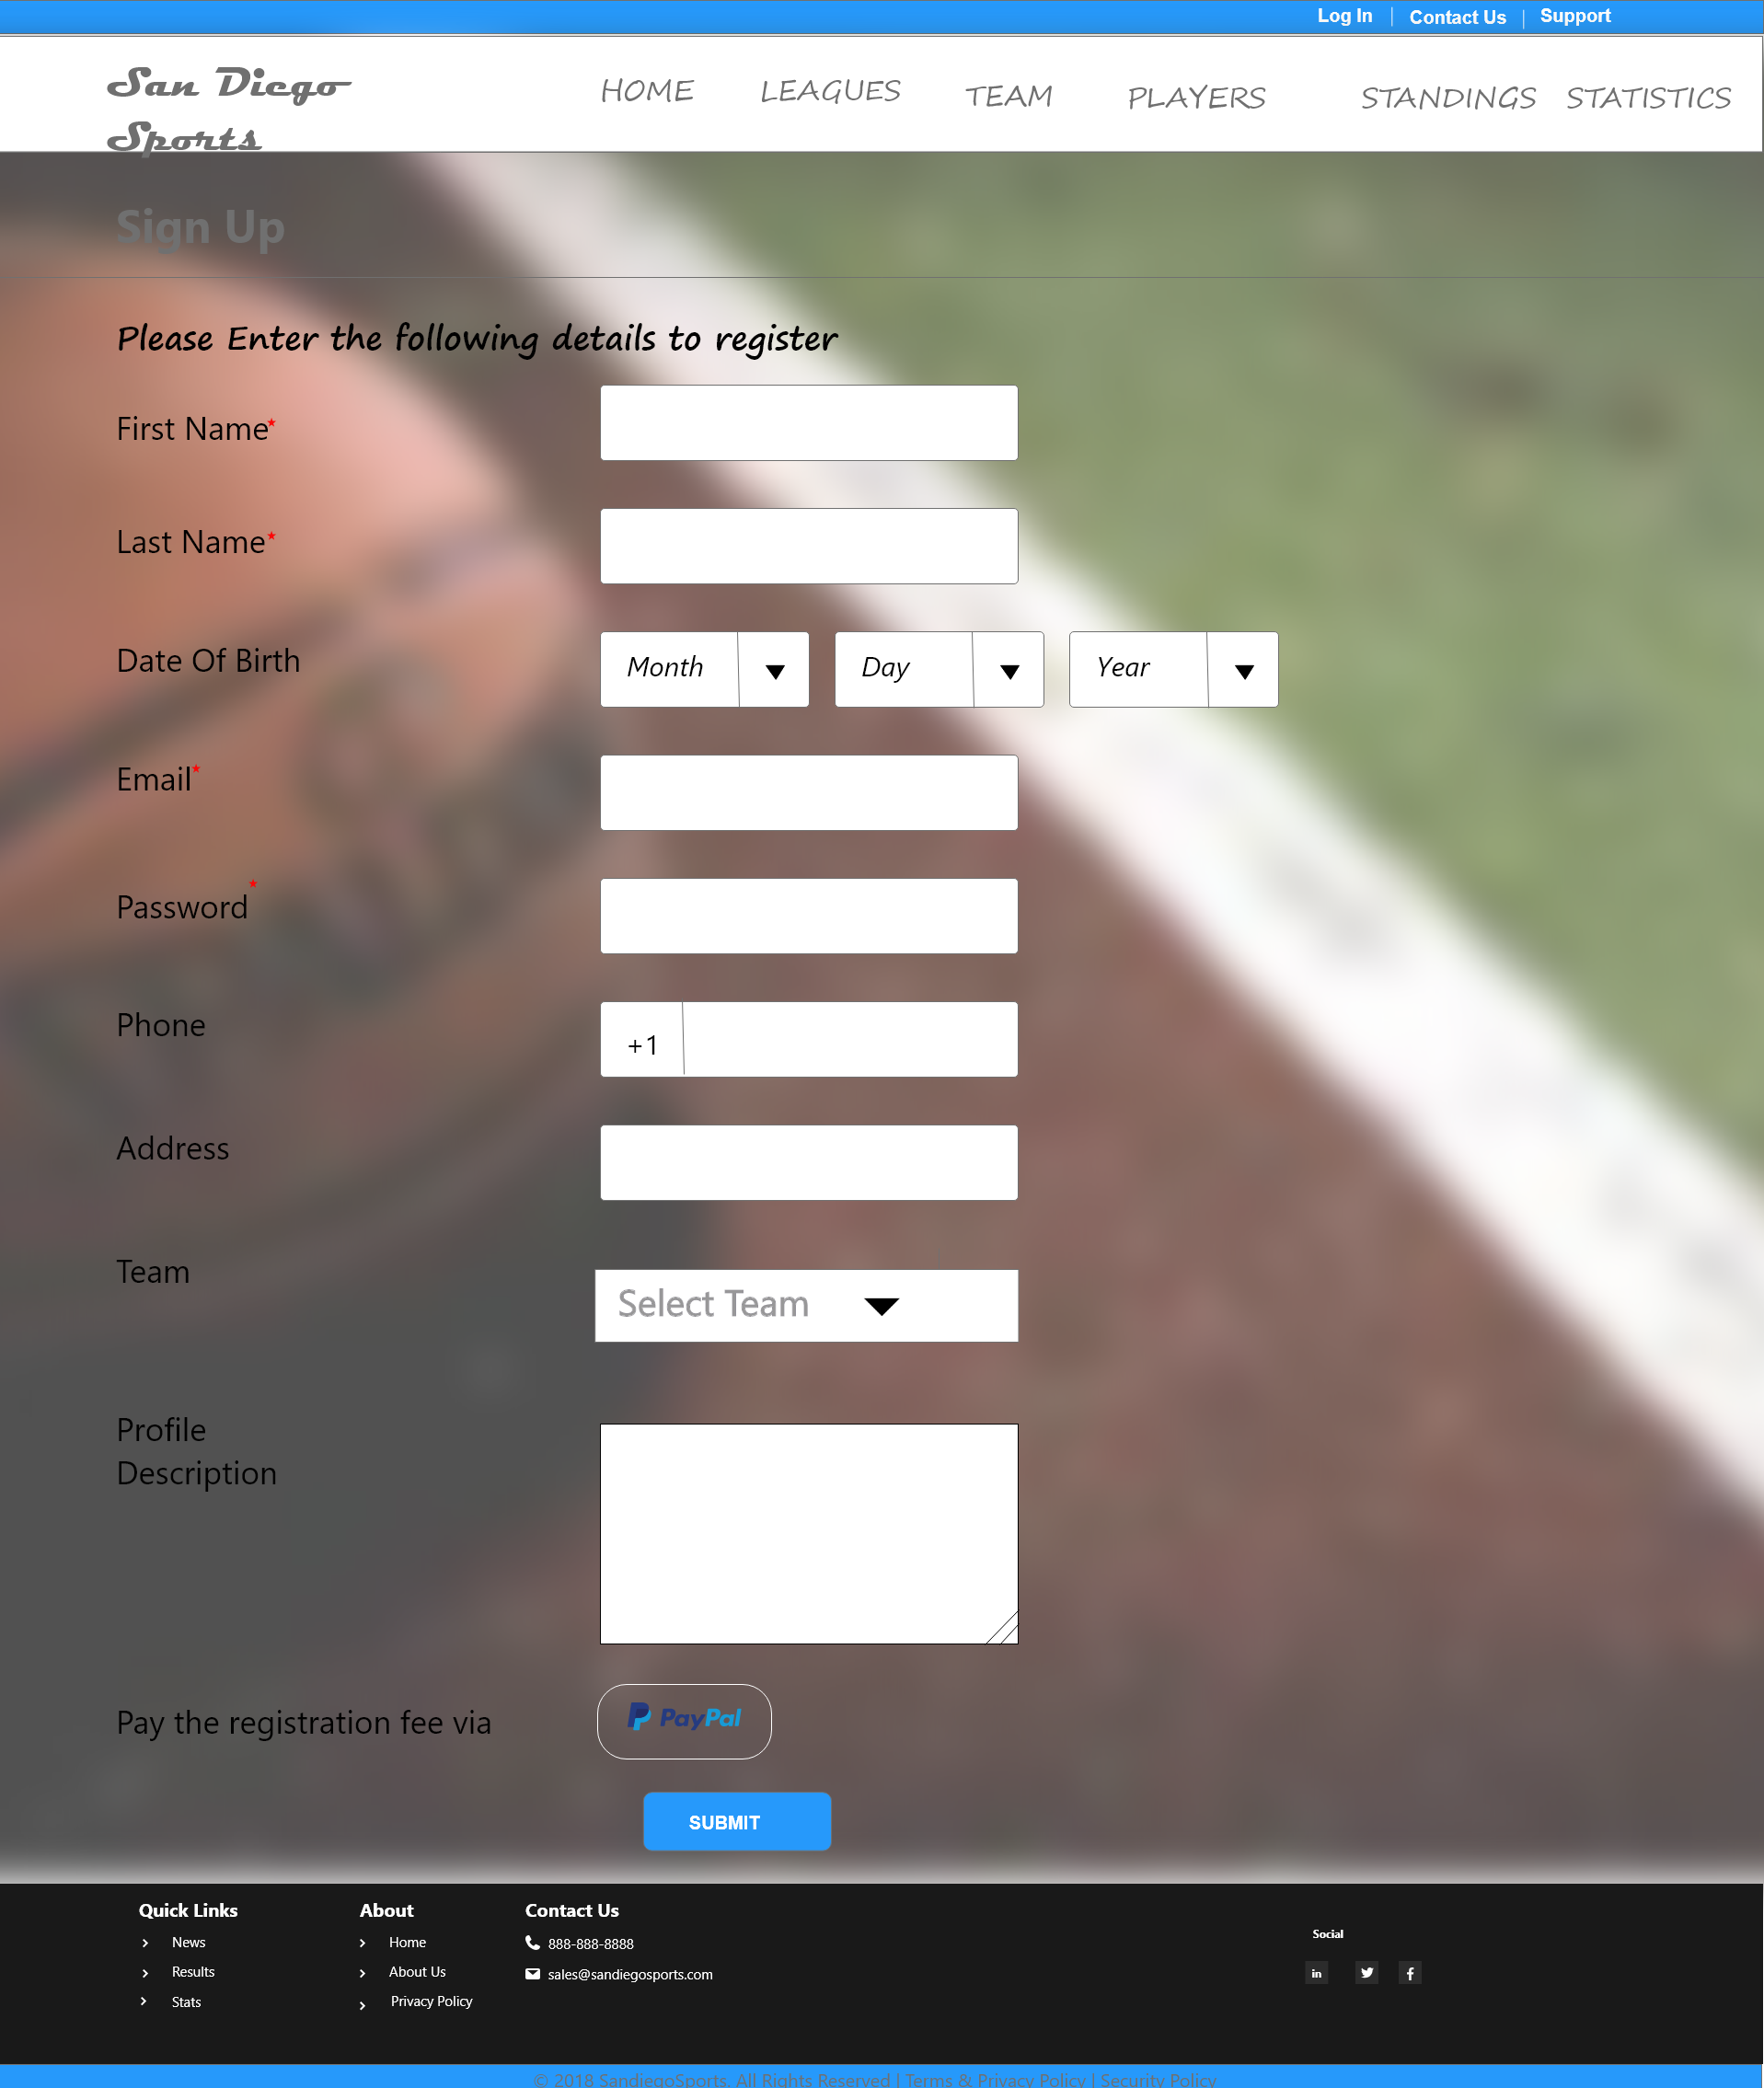 Log In | Contact Us | Support
San Diego
Sports
HOME LEAGUES TEAM PLAYERS STANDINGS STATISTICS
Sign Up
Please Enter the following details to register
First Name*
Last Name*
Date Of Birth Month Day Year
Email*
Password*
Phone +1
Address
Team Select Team
Profile
Description
Pay the registration fee via PayPal
SUBMIT
Quick Links
News
Results
Stats
About
Home
About Us
Privacy Policy
Contact Us
888-888-8888
sales@sandiegosports.com
Social
© 2018 SandiegoSports. All Rights Reserved | Terms & Privacy Policy | Security Policy